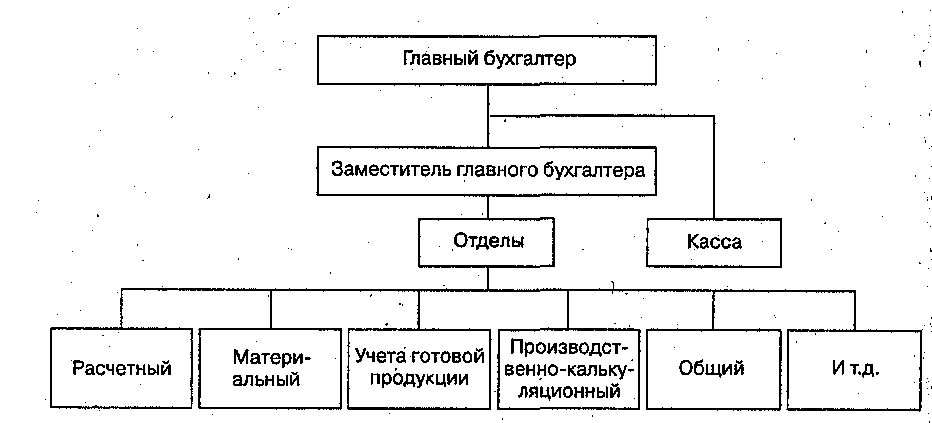 Главный бухгалтер
Заместитель главного бухгалтера
Отделы
Касса
Расчетный
Матери-
альный
Учета готовой
продукции
Производст-
венно-кальку-
ляционный
Общий
И т.д.